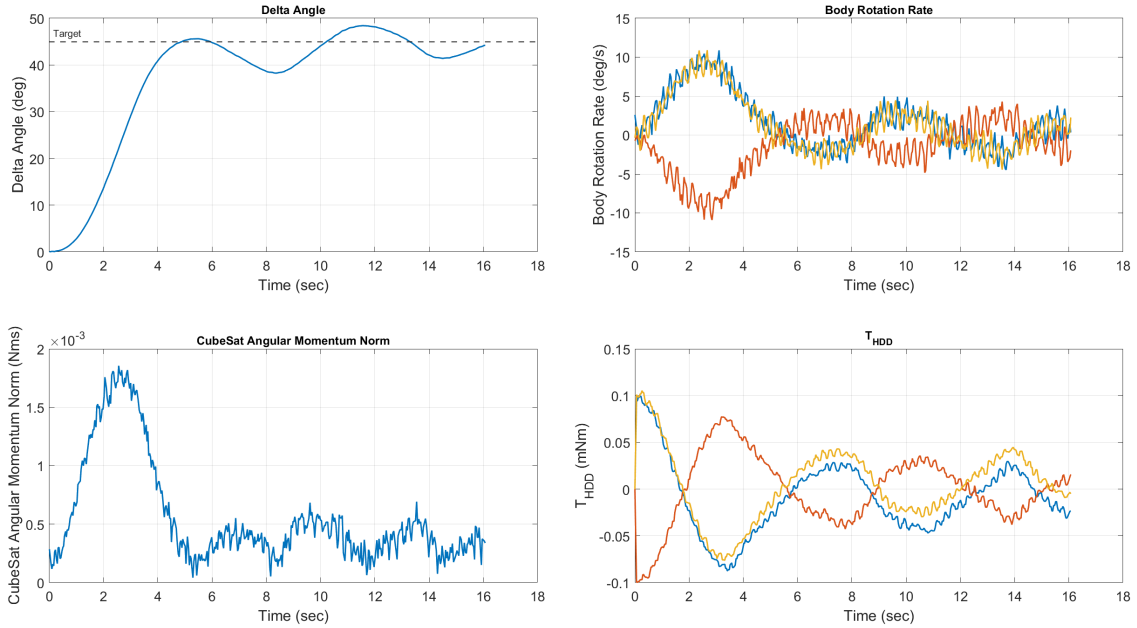 Delta Angle
Delta Angle (deg)
50
40
30
20
10
0
Target
0 2 4 6 8 10 12 14 16 18
Time (sec)
Body Rotation Rate
Body Rotation Rate (deg/s)
15
10
5
0
-5
-10
-15
0 2 4 6 8 10 12 14 16 18
Time (sec)
CubeSat Angular Momentum Norm
CubeSat Angular Momentum Norm (Nms)
×10⁻³
2
1.5
1
0.5
0
0 2 4 6 8 10 12 14 16 18
Time (sec)
T_HDD
T_HDD (mNm)
0.15
0.1
0.05
0
-0.05
-0.1
0 2 4 6 8 10 12 14 16 18
Time (sec)